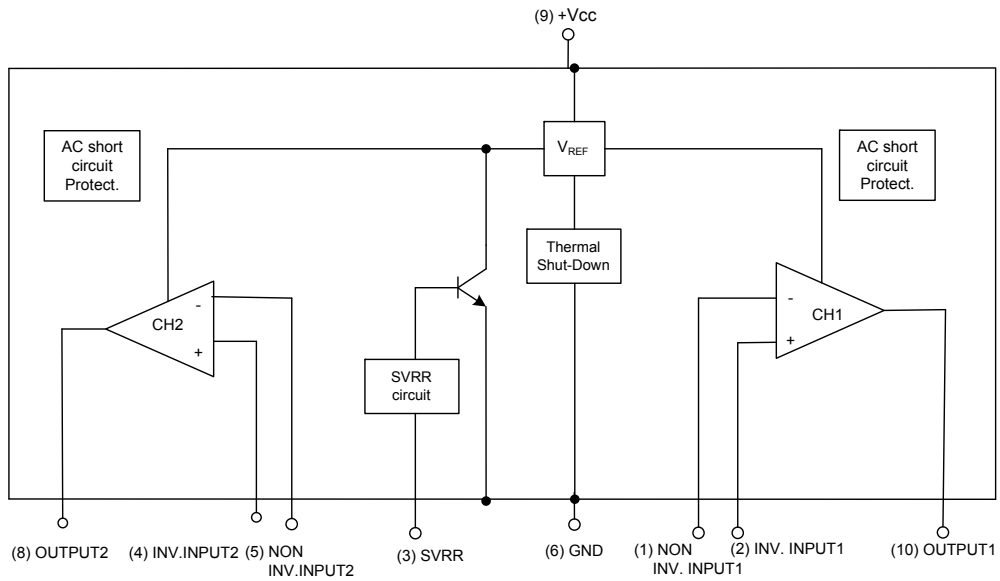 (9) +Vcc
AC short
circuit
Protect.
VREF
AC short
circuit
Protect.
Thermal
Shut-Down
-
CH2
+
-
CH1
+
SVRR
circuit
(8) OUTPUT2
(4) INV.INPUT2
(5) NON
INV.INPUT2
(3) SVRR
(6) GND
(1) NON
INV. INPUT1
(2) INV. INPUT1
(10) OUTPUT1